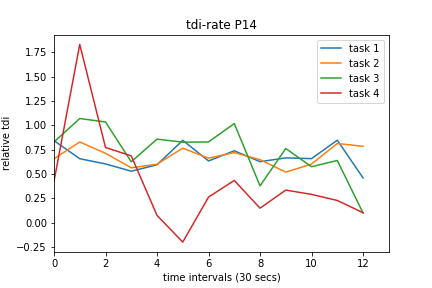 tdi-rate P14
task 1
task 2
task 3
task 4
relative tdi
1.75
1.50
1.25
1.00
0.75
0.50
0.25
0.00
−0.25
0 2 4 6 8 10 12
time intervals (30 secs)